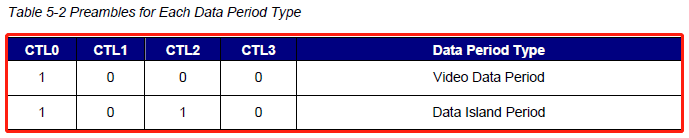 Table 5-2 Preambles for Each Data Period Type
CTL0 CTL1 CTL2 CTL3 Data Period Type
1 0 0 0 Video Data Period
1 0 1 0 Data Island Period